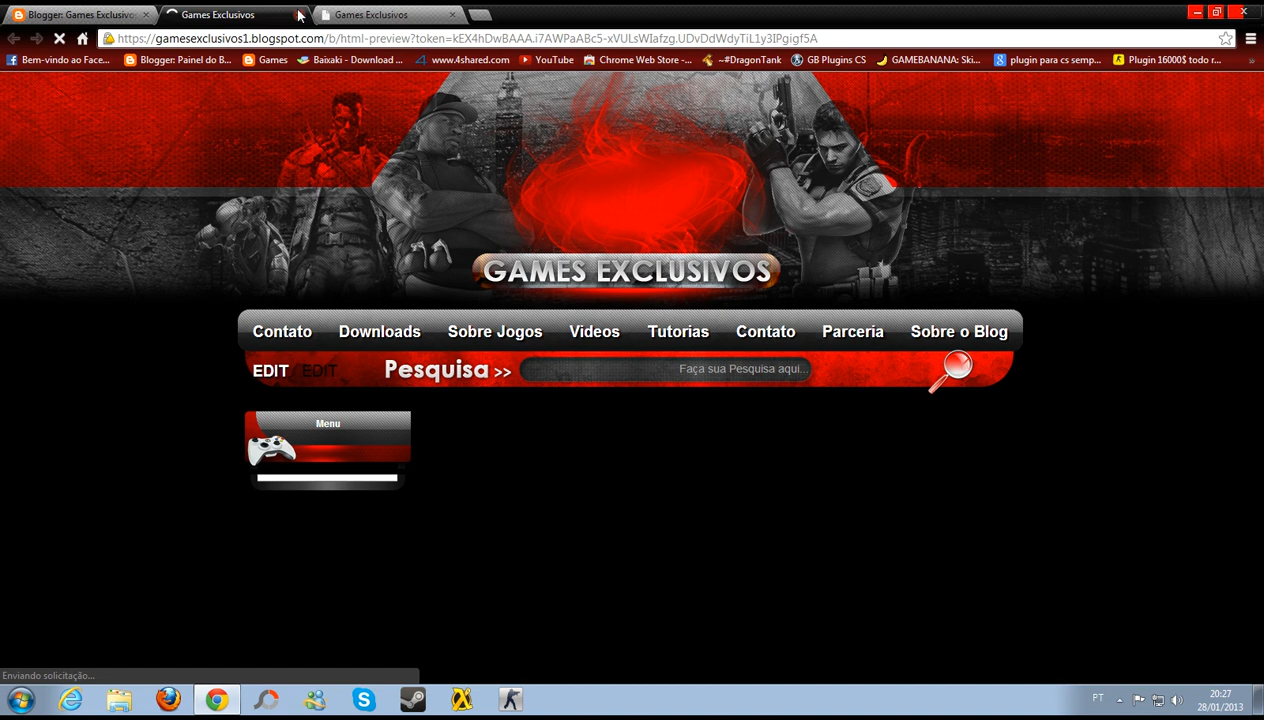 Blogger: Games Exclusivos
Games Exclusivos
Games Exclusivos
https://gamesexclusivos1.blogspot.com/b/html-preview?token=kEX4hDwBAAA.i7AWPaABc5-xVULsWIafzg.UDvDdWdyTiL1y3IPgigf5A
Bem-vindo ao Face...
Blogger: Painel do B...
Games
Baixaki - Download ...
www.4shared.com
YouTube
Chrome Web Store -...
~#DragonTank
GB Plugins CS
GAMEBANANA: Ski...
plugin para cs semp...
Plugin 16000$ todo r...
»
GAMES EXCLUSIVOS
Contato Downloads Sobre Jogos Videos Tutorias Contato Parceria Sobre o Blog
EDIT / EDIT
Pesquisa >>
Faça sua Pesquisa aqui...
Menu
Enviando solicitação...
PT
20:27
28/01/2013